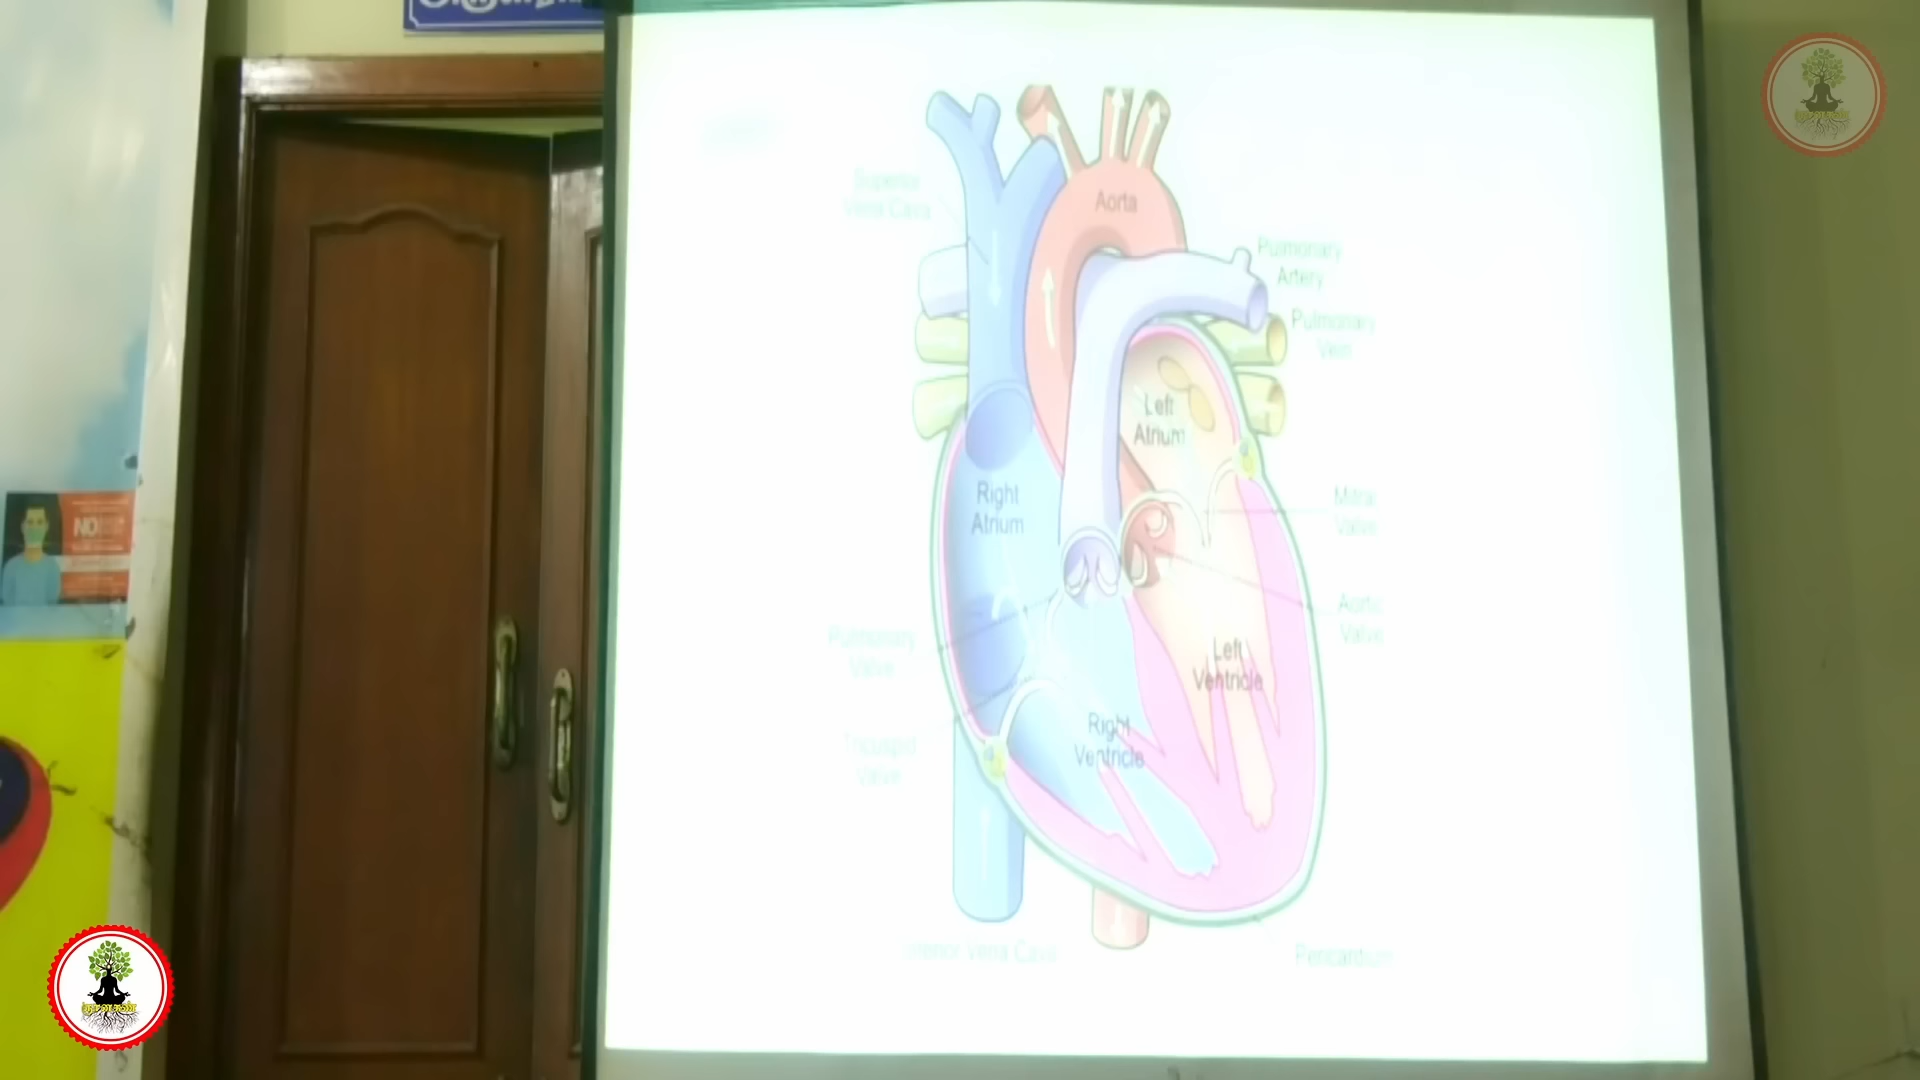 Superior
Vena Cava
Aorta
Pulmonary
Artery
Pulmonary
Vein
Left
Atrium
Right
Atrium
Mitral
Valve
Aortic
Valve
Pulmonary
Valve
Left
Ventricle
Right
Ventricle
Tricuspid
Valve
Inferior Vena Cava
Pericardium
NO